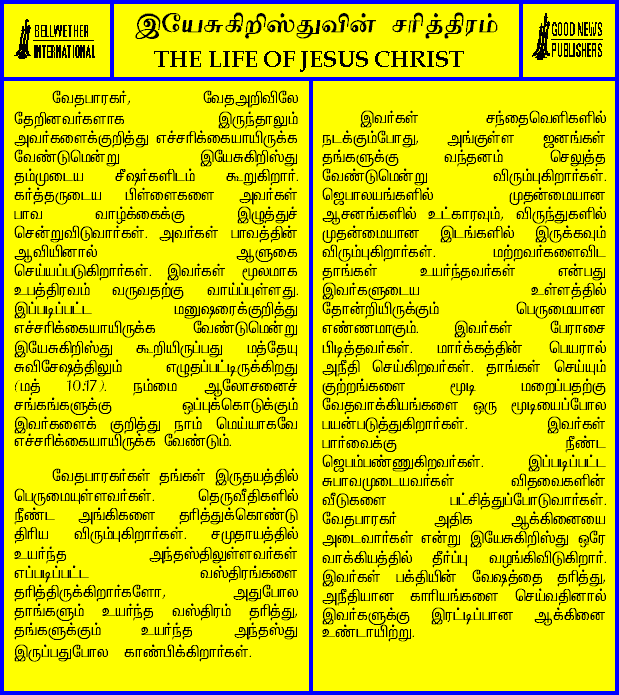 BELLWETHER
INTERNATIONAL
இயேசுகிறிஸ்துவின் சரித்திரம்
THE LIFE OF JESUS CHRIST
GOOD NEWS
PUBLISHERS
வேதபாரகர், வேதஅறிவிலே
தேறினவர்களாக இருந்தாலும்
அவர்களைக்குறித்து எச்சரிக்கையாயிருக்க
வேண்டுமென்று இயேசுகிறிஸ்து
தம்முடைய சீஷர்களிடம் கூறுகிறார்.
கர்த்தருடைய பிள்ளைகளை அவர்கள்
பாவ வாழ்க்கைக்கு இழுத்துச்
சென்றுவிடுவார்கள். அவர்கள் பாவத்தின்
ஆவியினால் ஆளுகை
செய்யப்படுகிறார்கள். இவர்கள் மூலமாக
உபத்திரவம் வருவதற்கு வாய்ப்புள்ளது.
இப்படிப்பட்ட மனுஷரைக்குறித்து
எச்சரிக்கையாயிருக்க வேண்டுமென்று
இயேசுகிறிஸ்து கூறியிருப்பது மத்தேயு
சுவிசேஷத்திலும் எழுதப்பட்டிருக்கிறது
(மத் 10:17). நம்மை ஆலோசனைச்
சங்கங்களுக்கு ஒப்புக்கொடுக்கும்
இவர்களைக் குறித்து நாம் மெய்யாகவே
எச்சரிக்கையாயிருக்க வேண்டும்.
வேதபாரகர்கள் தங்கள் இருதயத்தில்
பெருமையுள்ளவர்கள். தெருவீதிகளில்
நீண்ட அங்கிகளை தரித்துக்கொண்டு
திரிய விரும்புகிறார்கள். சமுதாயத்தில்
உயர்ந்த அந்தஸ்திலுள்ளவர்கள்
எப்படிப்பட்ட வஸ்திரங்களை
தரித்திருக்கிறார்களோ, அதுபோல
தாங்களும் உயர்ந்த வஸ்திரம் தரித்து,
தங்களுக்கும் உயர்ந்த அந்தஸ்து
இருப்பதுபோல காண்பிக்கிறார்கள்.
இவர்கள் சந்தைவெளிகளில்
நடக்கும்போது, அங்குள்ள ஜனங்கள்
தங்களுக்கு வந்தனம் செலுத்த
வேண்டுமென்று விரும்புகிறார்கள்.
ஜெபாலயங்களில் முதன்மையான
ஆசனங்களில் உட்காரவும், விருந்துகளில்
முதன்மையான இடங்களில் இருக்கவும்
விரும்புகிறார்கள். மற்றவர்களைவிட
தாங்கள் உயர்ந்தவர்கள் என்பது
இவர்களுடைய உள்ளத்தில்
தோன்றியிருக்கும் பெருமையான
எண்ணமாகும். இவர்கள் பேராசை
பிடித்தவர்கள். மார்க்கத்தின் பெயரால்
அநீதி செய்கிறவர்கள். தாங்கள் செய்யும்
குற்றங்களை மூடி மறைப்பதற்கு
வேதவாக்கியங்களை ஒரு மூடியைப்போல
பயன்படுத்துகிறார்கள். இவர்கள்
பார்வைக்கு நீண்ட
ஜெபம்பண்ணுகிறவர்கள். இப்படிப்பட்ட
சுபாவமுடையவர்கள் விதவைகளின்
வீடுகளை பட்சித்துப்போடுவார்கள்.
வேதபாரகர் அதிக ஆக்கினையை
அடைவார்கள் என்று இயேசுகிறிஸ்து ஒரே
வாக்கியத்தில் தீர்ப்பு வழங்கிவிடுகிறார்.
இவர்கள் பக்தியின் வேஷத்தை தரித்து,
அநீதியான காரியங்களை செய்வதினால்
இவர்களுக்கு இரட்டிப்பான ஆக்கினை
உண்டாயிற்று.